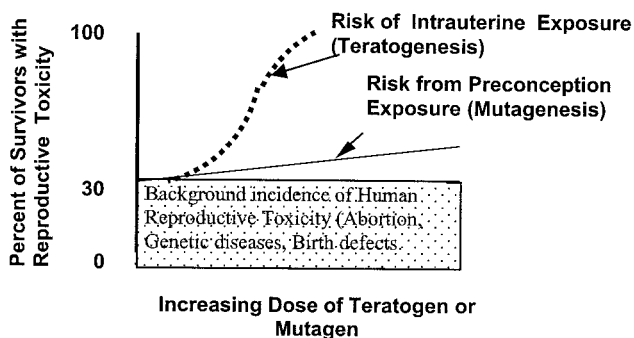 Percent of Survivors with
Reproductive Toxicity
100
30
0
Risk of Intrauterine Exposure
(Teratogenesis)
Risk from Preconception
Exposure (Mutagenesis)
Background incidence of Human
Reproductive Toxicity (Abortion,
Genetic diseases, Birth defects.
Increasing Dose of Teratogen or
Mutagen